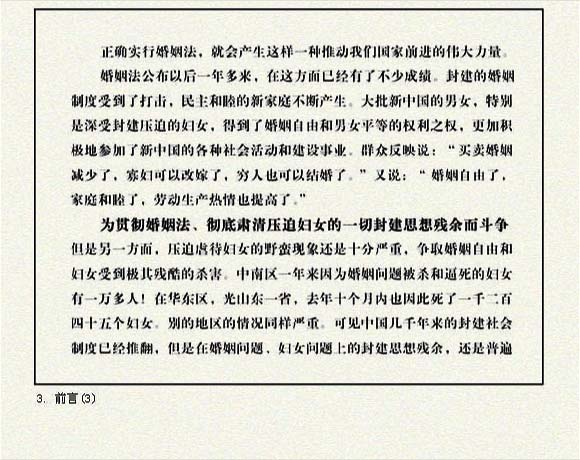 正确实行婚姻法，就会产生这样一种推动我们国家前进的伟大力量。
婚姻法公布以后一年多来，在这方面已经有了不少成绩。封建的婚姻
制度受到了打击，民主和睦的新家庭不断产生。大批新中国的男女，特别
是深受封建压迫的妇女，得到了婚姻自由和男女平等的权利之权，更加积
极地参加了新中国的各种社会活动和建设事业。群众反映说：“买卖婚姻
减少了，寡妇可以改嫁了，穷人也可以结婚了。”又说：“婚姻自由了，
家庭和睦了，劳动生产热情也提高了。”
为贯彻婚姻法、彻底肃清压迫妇女的一切封建思想残余而斗争
但是另一方面，压迫虐待妇女的野蛮现象还是十分严重，争取婚姻自由和
妇女受到极其残酷的杀害。中南区一年来因为婚姻问题被杀和逼死的妇女
有一万多人！在华东区，光山东一省，去年十个月内也因此死了一千二百
四十五个妇女。别的地区的情况同样严重。可见中国几千年来的封建社会
制度已经推翻，但是在婚姻问题、妇女问题上的封建思想残余，还是普遍
3. 前言(3)